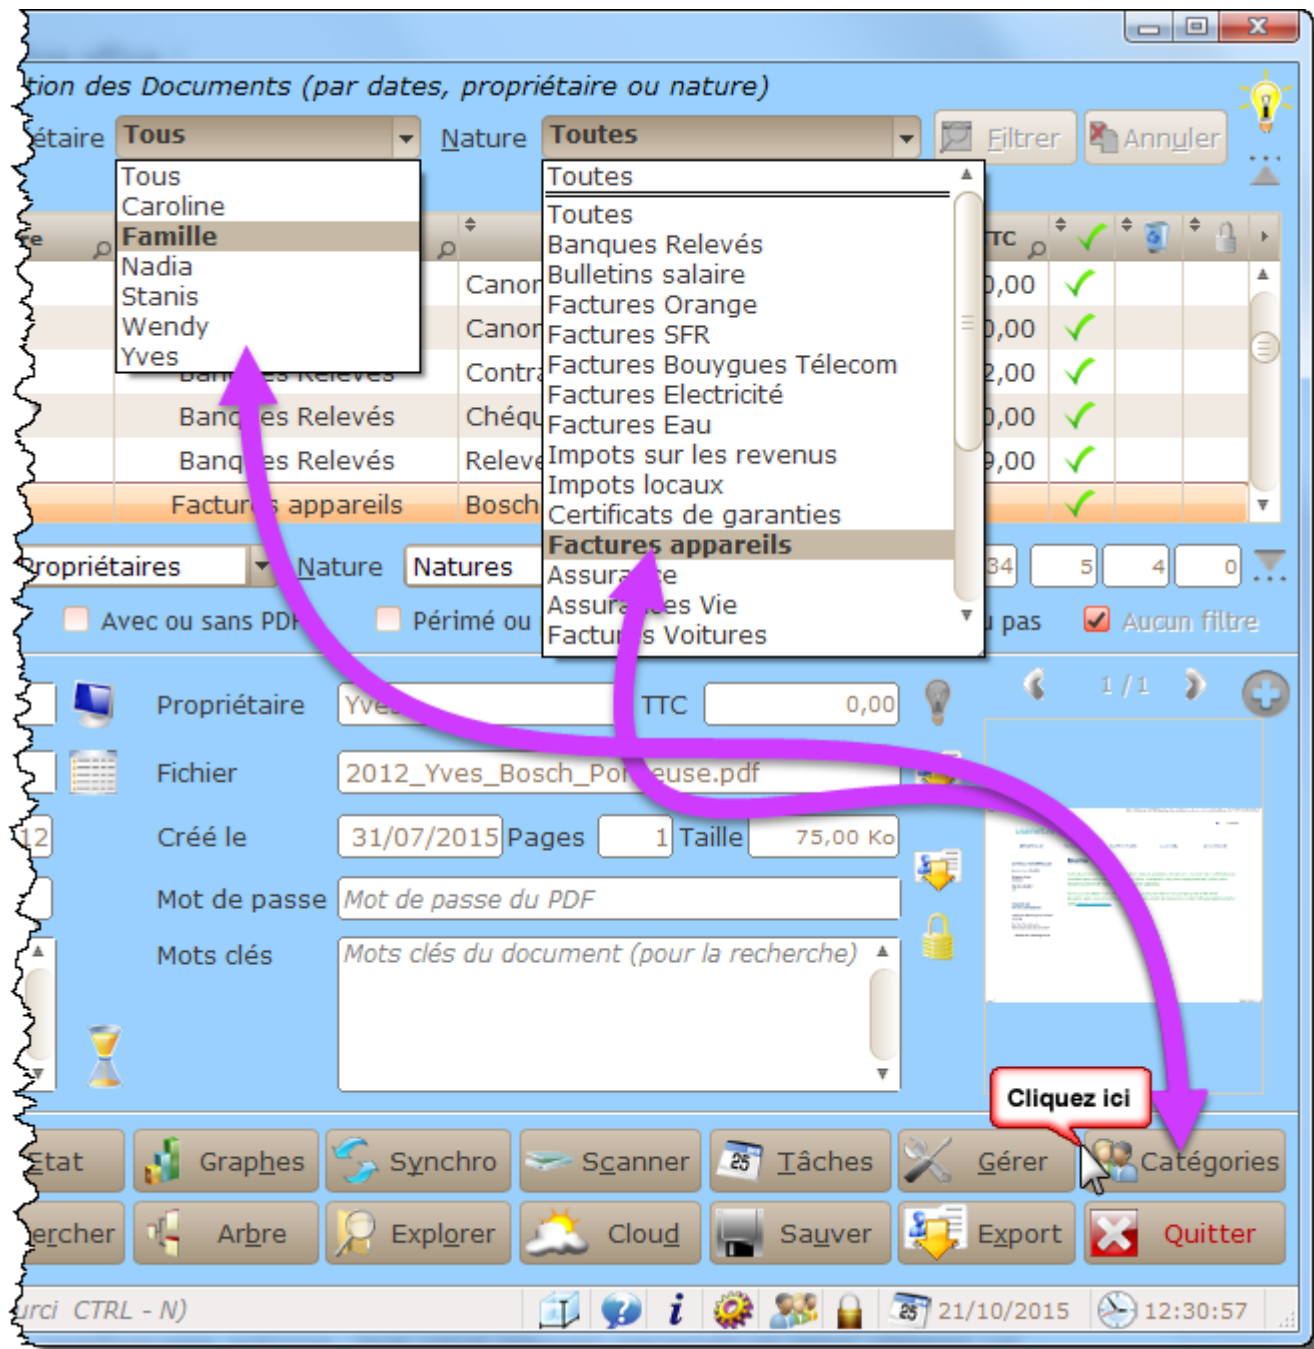 tion des Documents (par dates, propriétaire ou nature)
étaire Tous Nature Toutes Filtrer Annuler
Tous
Caroline
Famille
Nadia
Stanis
Wendy
Yves
Toutes
Toutes
Banques Relevés
Bulletins salaire
Factures Orange
Factures SFR
Factures Bouygues Télecom
Factures Electricité
Factures Eau
Impots sur les revenus
Impots locaux
Certificats de garanties
Factures appareils
Assurance
Assurances Vie
Factures Voitures
re TTC
Canon 0,00
Canon 0,00
Banques Relevés Contra 2,00
Banques Relevés Chéqu 0,00
Banques Relevés Releve 9,00
Factures appareils Bosch
Propriétaires Nature Natures 34 5 4 0
Avec ou sans PDF Périmé ou u pas Aucun filtre
Propriétaire Yves TTC 0,00 1/1
Fichier 2012_Yves_Bosch_Ponceuse.pdf
12 Créé le 31/07/2015 Pages 1 Taille 75,00 Ko
Mot de passe Mot de passe du PDF
Mots clés Mots clés du document (pour la recherche)
Cliquez ici
Etat Graphes Synchro Scanner 25 Tâches Gérer Catégories
ercher Arbre Explorer Cloud Sauver Export Quitter
urci CTRL - N) 25 21/10/2015 12:30:57